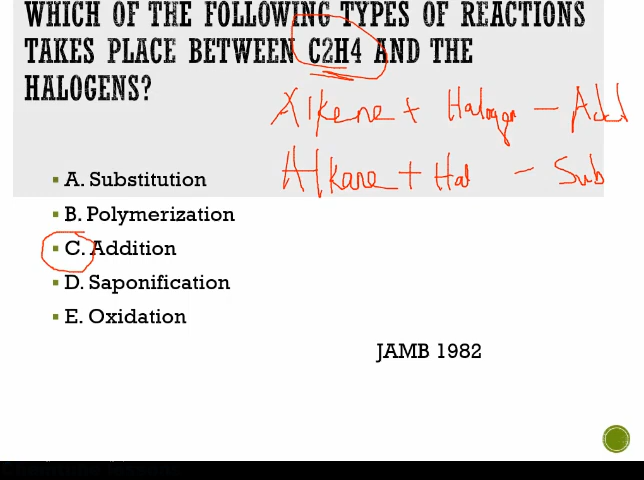 WHICH OF THE FOLLOWING TYPES OF REACTIONS
TAKES PLACE BETWEEN C2H4 AND THE
HALOGENS?
Alkene + Halogen - Add
Alkane + Hal - Sub
A. Substitution
B. Polymerization
C. Addition
D. Saponification
E. Oxidation
JAMB 1982